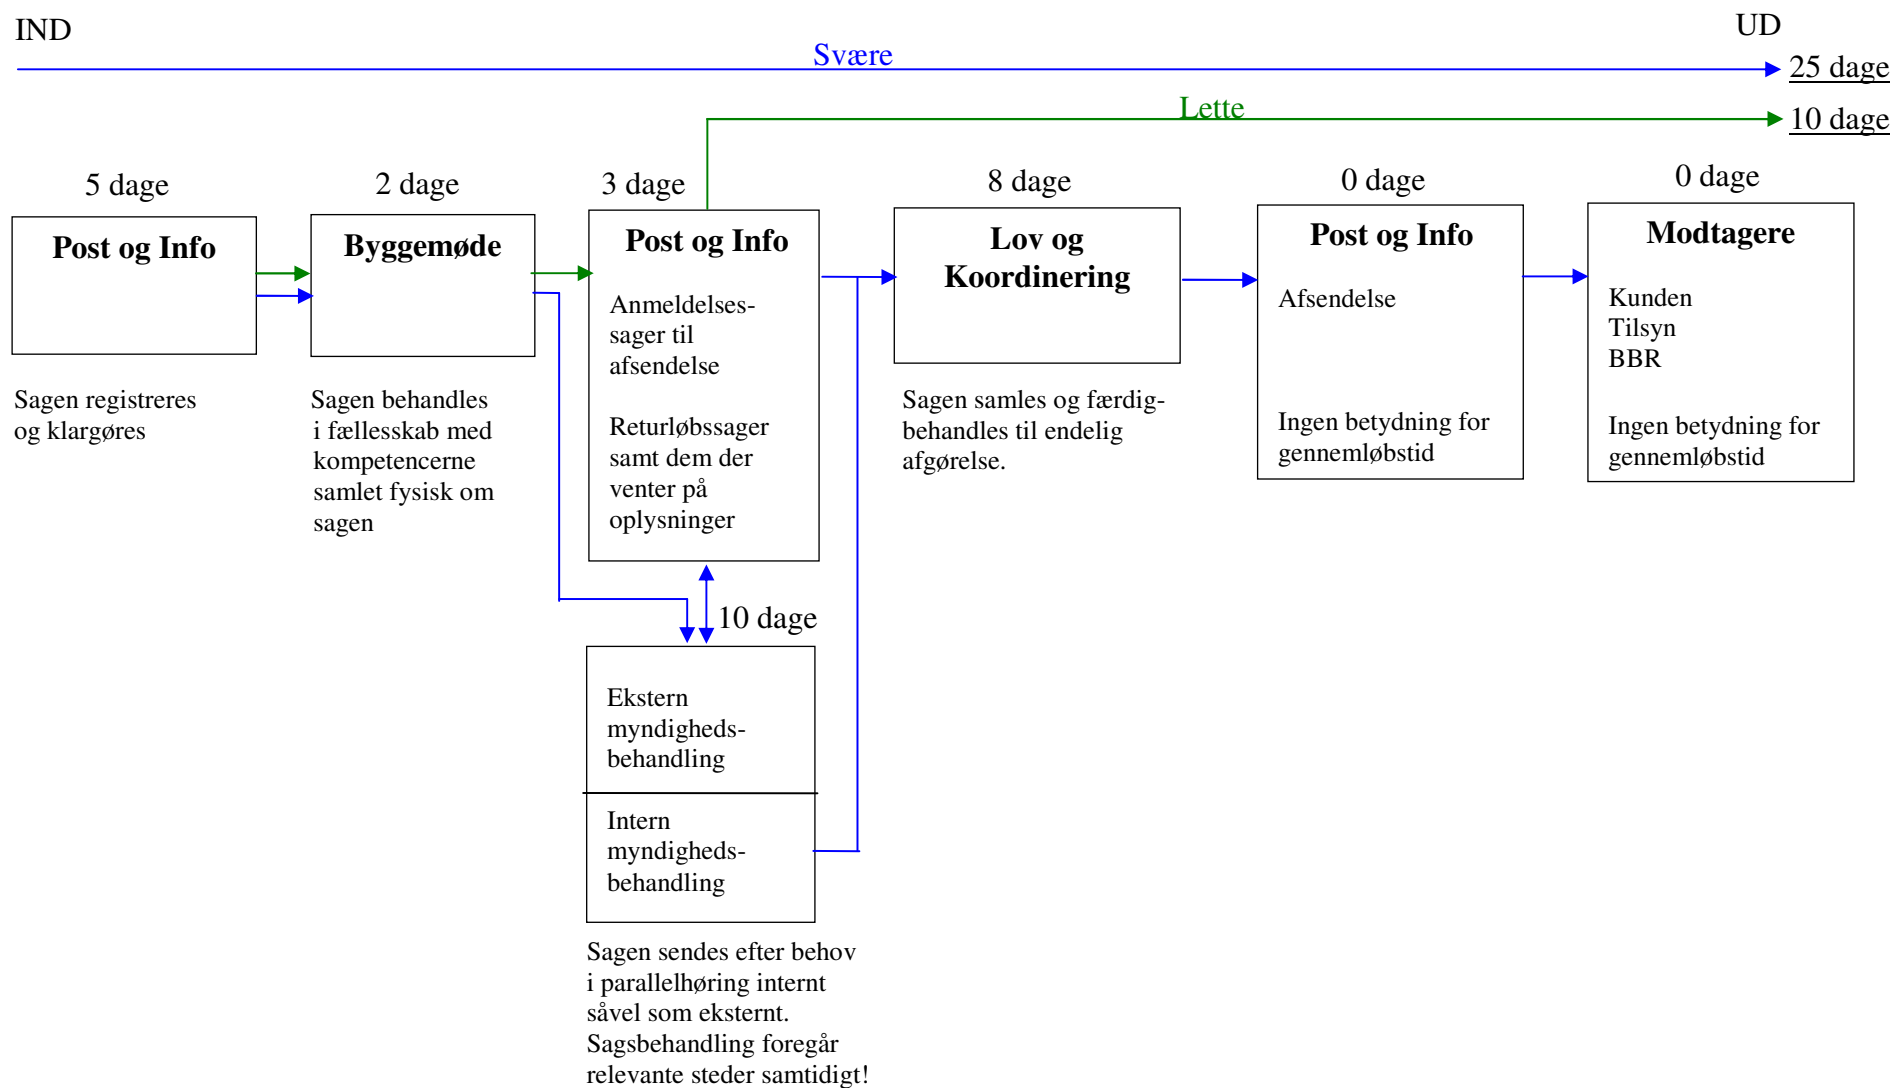 IND
UD
Svære
25 dage
Lette
10 dage
5 dage
2 dage
3 dage
8 dage
0 dage
0 dage
Post og Info
Sagen registreres
og klargøres
Byggemøde
Sagen behandles
i fællesskab med
kompetencerne
samlet fysisk om
sagen
Post og Info
Anmeldelses-
sager til
afsendelse
Returløbssager
samt dem der
venter på
oplysninger
10 dage
Ekstern
myndigheds-
behandling
Intern
myndigheds-
behandling
Sagen sendes efter behov
i parallelhøring internt
såvel som eksternt.
Sagsbehandling foregår
relevante steder samtidigt!
Lov og
Koordinering
Sagen samles og færdig-
behandles til endelig
afgørelse.
Post og Info
Afsendelse
Ingen betydning for
gennemløbstid
Modtagere
Kunden
Tilsyn
BBR
Ingen betydning for
gennemløbstid